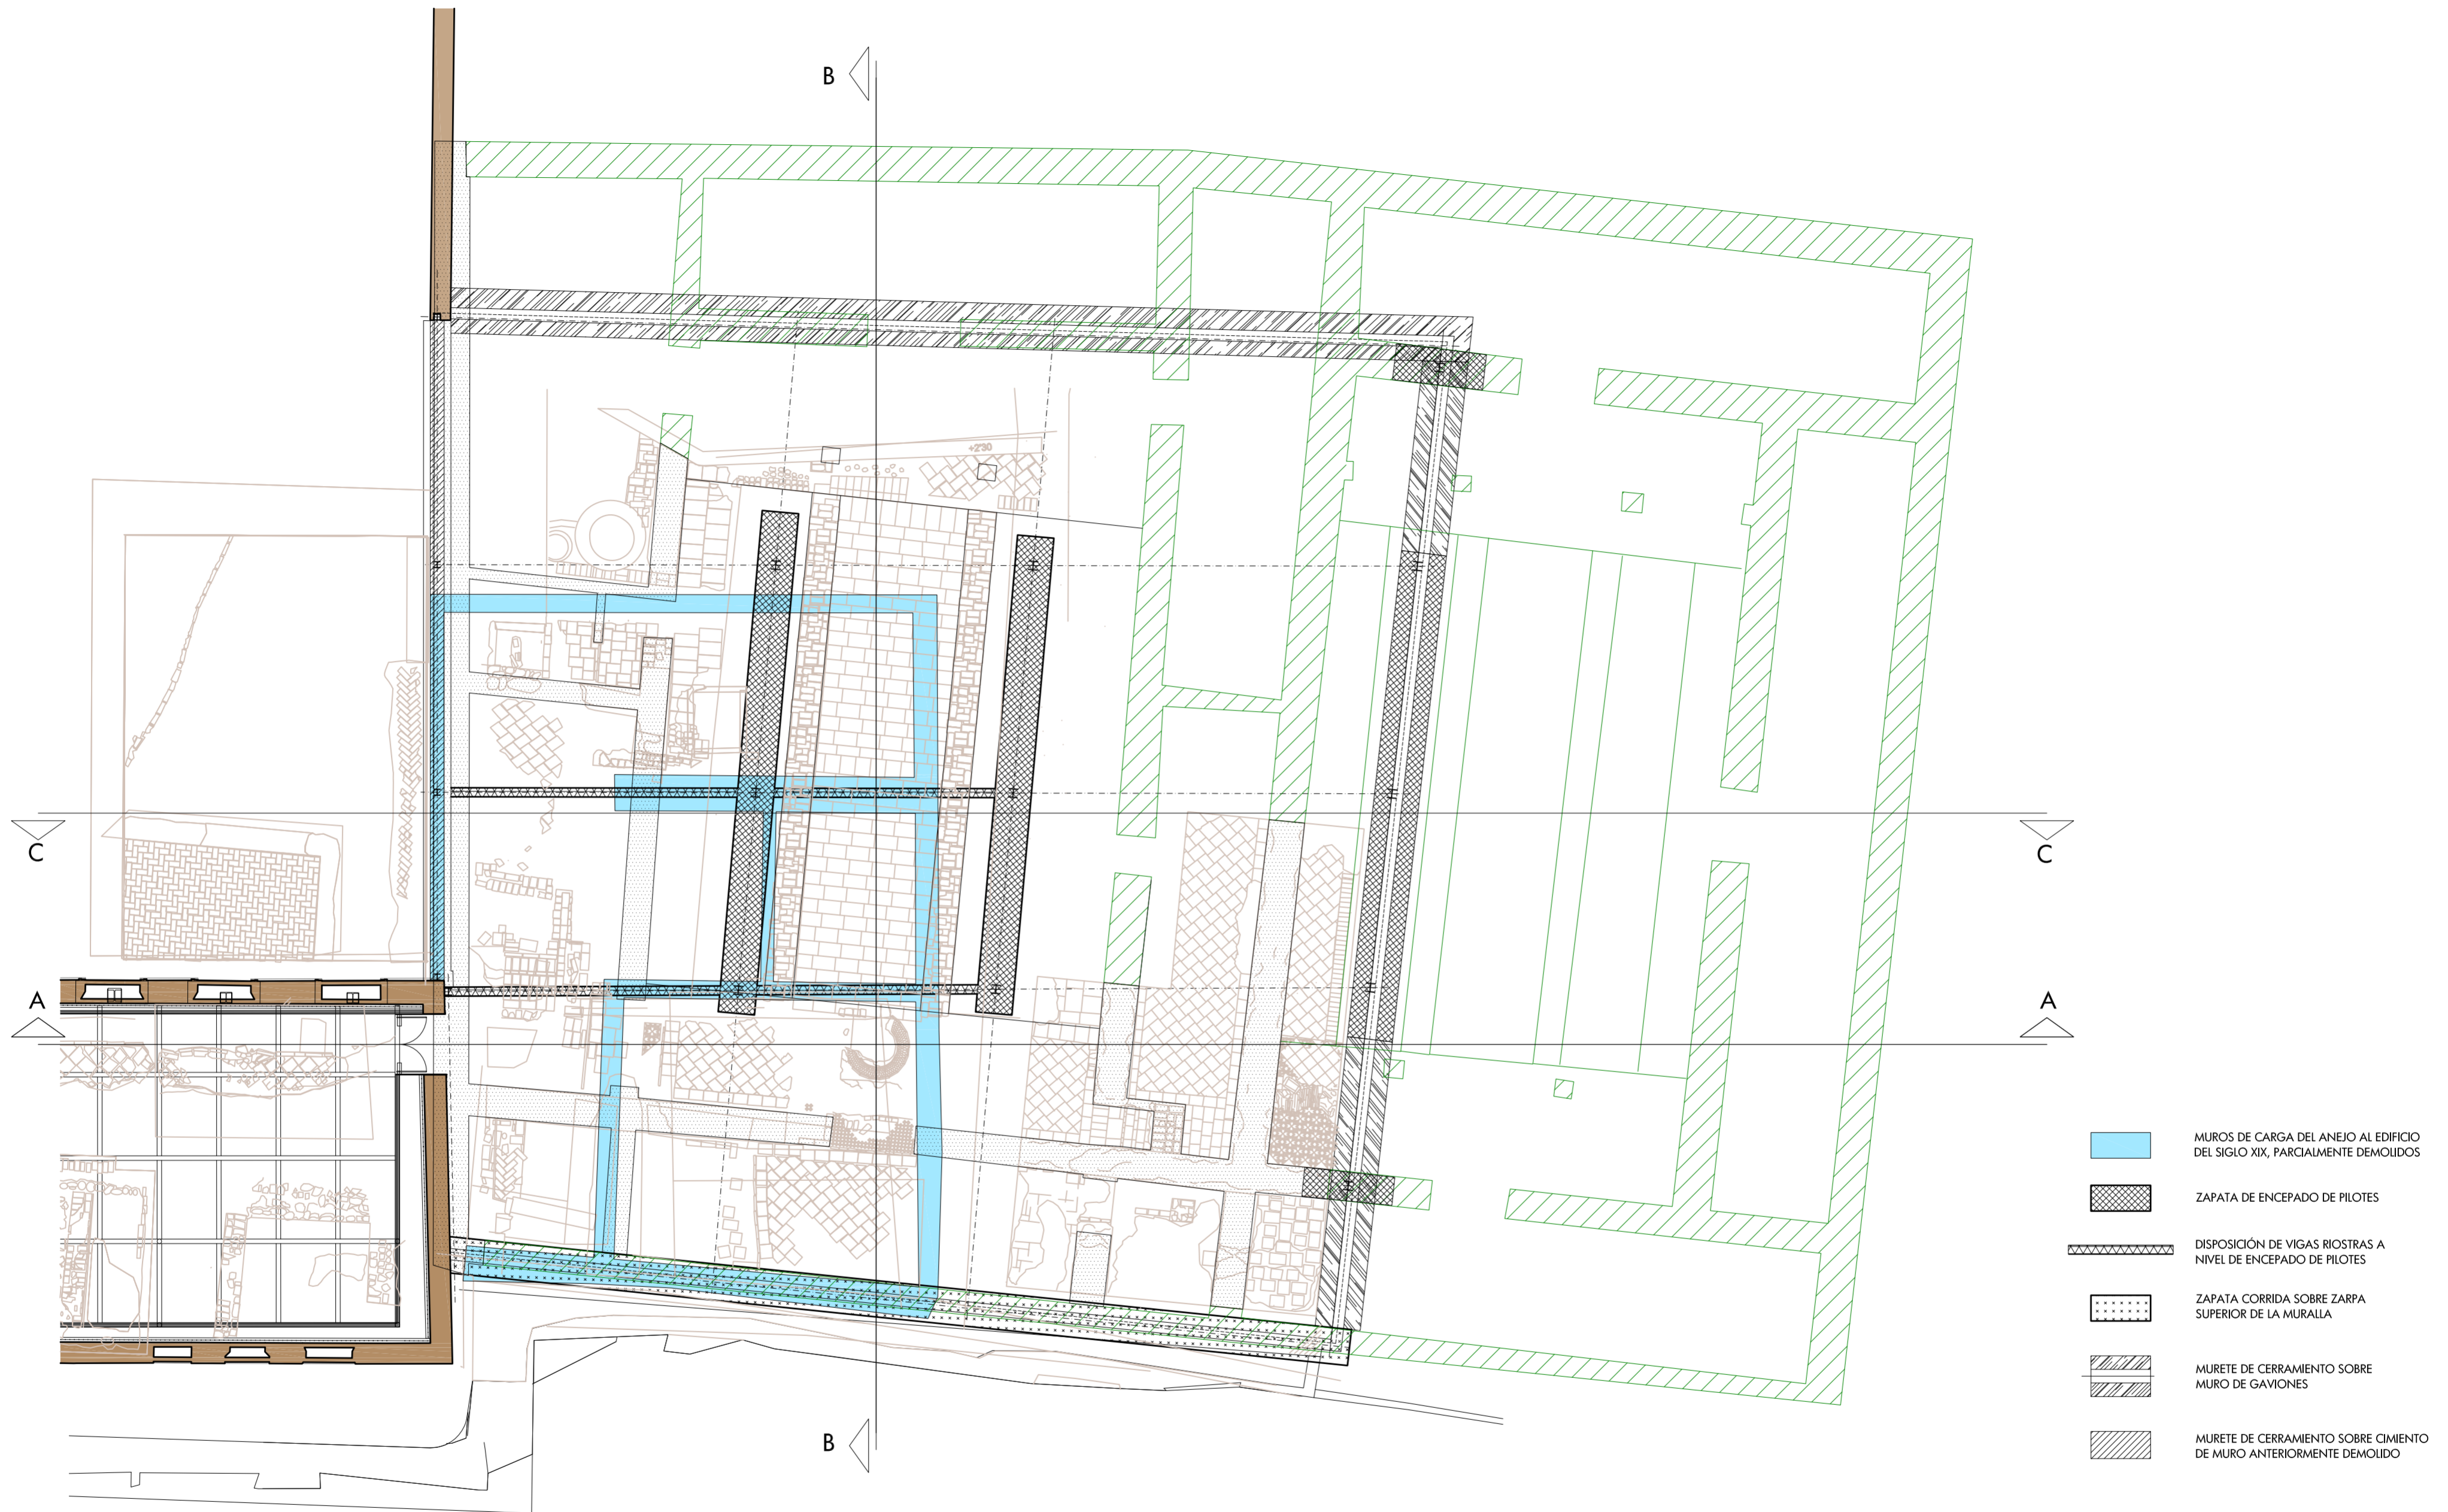 B
+2'30
C
C
A
A
B
MUROS DE CARGA DEL ANEJO AL EDIFICIO
DEL SIGLO XIX, PARCIALMENTE DEMOLIDOS
ZAPATA DE ENCEPADO DE PILOTES
DISPOSICIÓN DE VIGAS RIOSTRAS A
NIVEL DE ENCEPADO DE PILOTES
ZAPATA CORRIDA SOBRE ZARPA
SUPERIOR DE LA MURALLA
MURETE DE CERRAMIENTO SOBRE
MURO DE GAVIONES
MURETE DE CERRAMIENTO SOBRE CIMIENTO
DE MURO ANTERIORMENTE DEMOLIDO